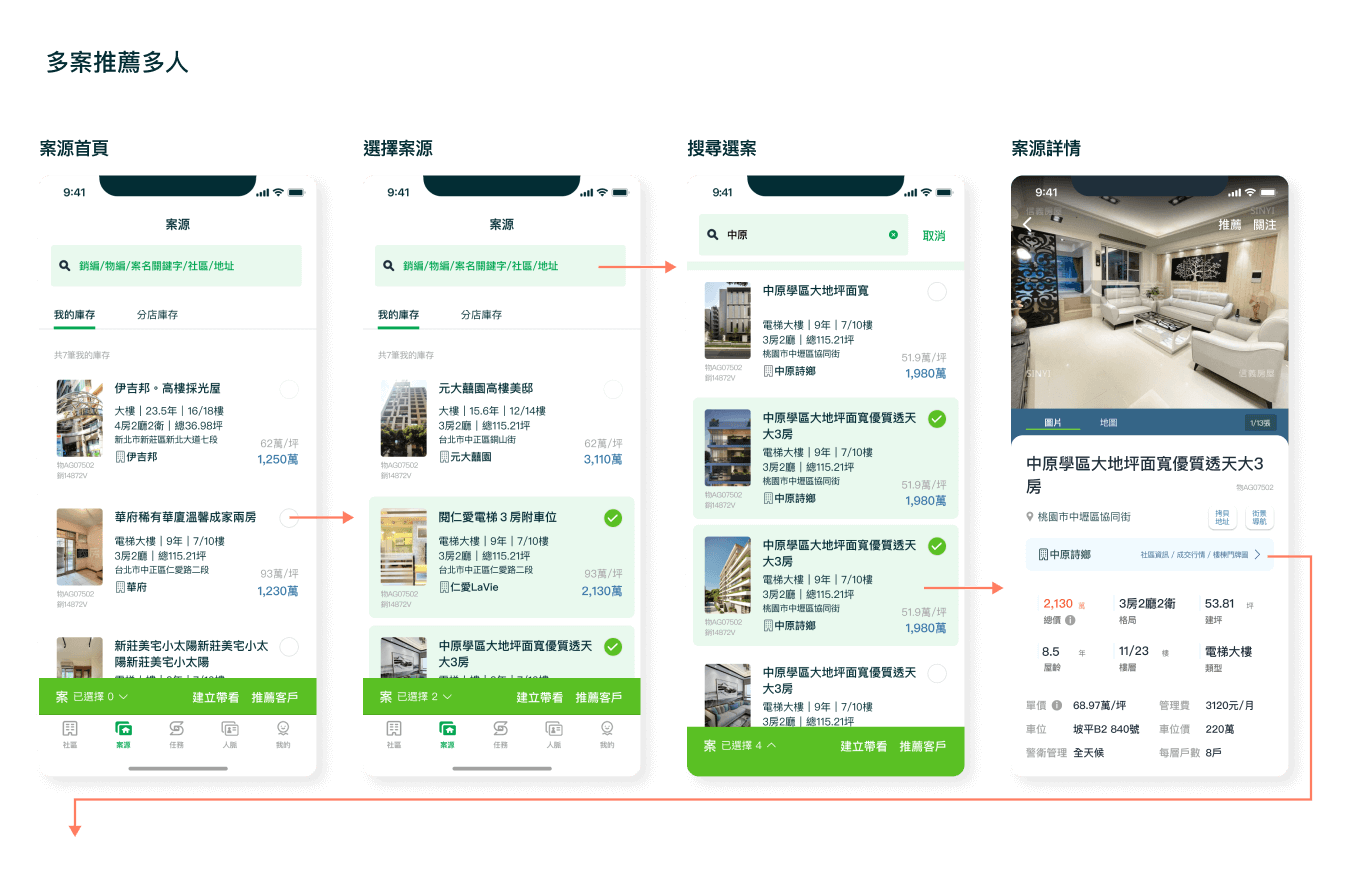 多案推薦多人
案源首頁
9:41
案源
銷編/物編/案名關鍵字/社區/地址
我的庫存 分店庫存
共7筆我的庫存
伊吉邦。高樓採光屋
大樓｜23.5年｜16/18樓
4房2廳2衛｜總36.98坪
新北市新莊區新北大道七段
伊吉邦
62萬/坪
1,250萬
物AG07502
銷14872V
華府稀有華廈溫馨成家兩房
電梯大樓｜9年｜7/10樓
3房2廳｜總115.21坪
台北市中正區仁愛路二段
華府
93萬/坪
1,230萬
物AG07502
銷14872V
新莊美宅小太陽新莊美宅小太
陽新莊美宅小太陽
案 已選擇 0 建立帶看 推薦客戶
社區 案源 任務 人脈 我的
選擇案源
9:41
案源
銷編/物編/案名關鍵字/社區/地址
我的庫存 分店庫存
共7筆我的庫存
元大囍園高樓美邸
大樓｜15.6年｜12/14樓
3房2廳｜總115.21坪
台北市中正區銅山街
元大囍園
62萬/坪
3,110萬
物AG07502
銷14872V
閱仁愛電梯３房附車位
電梯大樓｜9年｜7/10樓
3房2廳｜總115.21坪
台北市中正區仁愛路二段
仁愛LaVie
93萬/坪
2,130萬
物AG07502
銷14872V
中原學區大地坪面寬優質透天
大3房
案 已選擇 2 建立帶看 推薦客戶
社區 案源 任務 人脈 我的
搜尋選案
9:41
中原 取消
中原學區大地坪面寬
電梯大樓｜9年｜7/10樓
3房2廳｜總115.21坪
桃園市中壢區協同街
中原詩鄉
51.9萬/坪
1,980萬
物AG07502
銷14872V
中原學區大地坪面寬優質透天
大3房
電梯大樓｜9年｜7/10樓
3房2廳｜總115.21坪
桃園市中壢區協同街
中原詩鄉
51.9萬/坪
1,980萬
物AG07502
銷14872V
中原學區大地坪面寬優質透天
大3房
電梯大樓｜9年｜7/10樓
3房2廳｜總115.21坪
桃園市中壢區協同街
中原詩鄉
51.9萬/坪
1,980萬
物AG07502
銷14872V
中原學區大地坪面寬優質透天
大3房
電梯大樓｜9年｜7/10樓
3房2廳｜總115.21坪
案 已選擇 4 建立帶看 推薦客戶
案源詳情
9:41
信義房屋 SINYI
推薦 關注
SINYI 信義房屋
圖片 地圖 1/13張
中原學區大地坪面寬優質透天大3
房
物AG07502
桃園市中壢區協同街
拷貝
地址
街景
導航
中原詩鄉 社區資訊 / 成交行情 / 樓棟門牌圖
2,130 萬 3房2廳2衛 53.81 坪
總價 格局 建坪
8.5 年 11/23 樓 電梯大樓
屋齡 樓層 類型
單價 68.97萬/坪 管理費 3120元/月
車位 坡平B2 840號 車位價 220萬
警衛管理 全天候 每層戶數 8戶